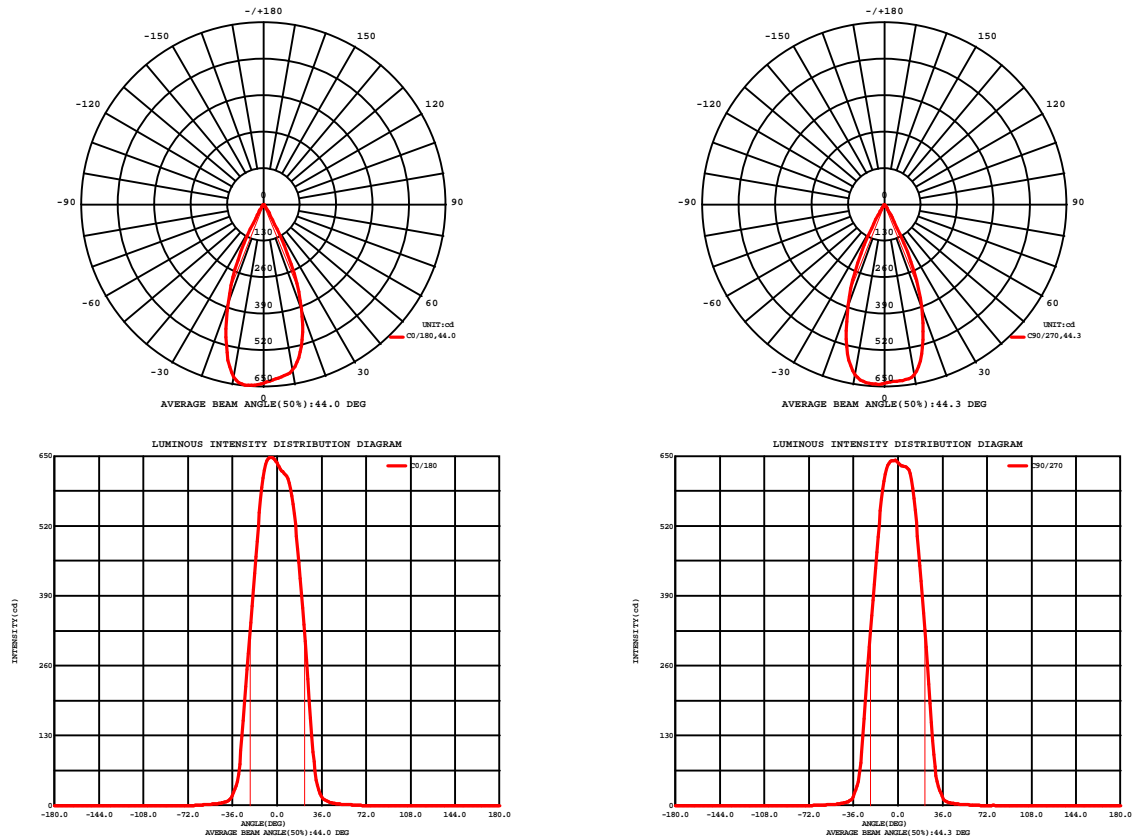 -/+180
-150
150
-120
120
-90
0
90
130
260
-60
390
60
UNIT:cd
520
C0/180,44.0
-30
650
30
0
AVERAGE BEAM ANGLE(50%):44.0 DEG
-/+180
-150
150
-120
120
-90
0
90
130
260
-60
390
60
UNIT:cd
520
C90/270,44.3
-30
650
30
0
AVERAGE BEAM ANGLE(50%):44.3 DEG
LUMINOUS INTENSITY DISTRIBUTION DIAGRAM
650
C0/180
520
390
INTENSITY(cd)
260
130
0
-180.0 -144.0 -108.0 -72.0 -36.0 0.0 36.0 72.0 108.0 144.0 180.0
ANGLE(DEG)
AVERAGE BEAM ANGLE(50%):44.0 DEG
LUMINOUS INTENSITY DISTRIBUTION DIAGRAM
650
C90/270
520
390
INTENSITY(cd)
260
130
0
-180.0 -144.0 -108.0 -72.0 -36.0 0.0 36.0 72.0 108.0 144.0 180.0
ANGLE(DEG)
AVERAGE BEAM ANGLE(50%):44.3 DEG